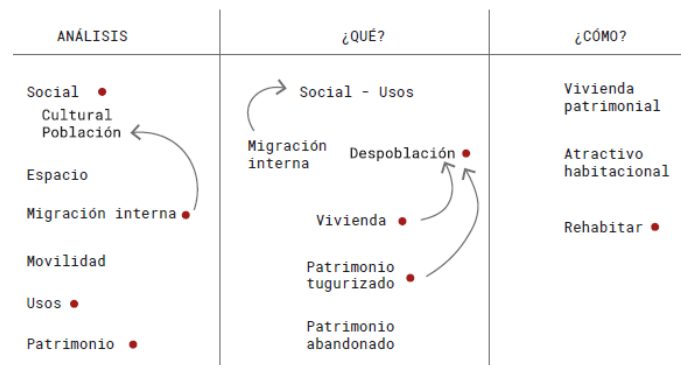 ANÁLISIS
Social
Cultural
Población
Espacio
Migración interna
Movilidad
Usos
Patrimonio
¿QUÉ?
Social - Usos
Migración
interna
Despoblación
Vivienda
Patrimonio
tugurizado
Patrimonio
abandonado
¿CÓMO?
Vivienda
patrimonial
Atractivo
habitacional
Rehabitar